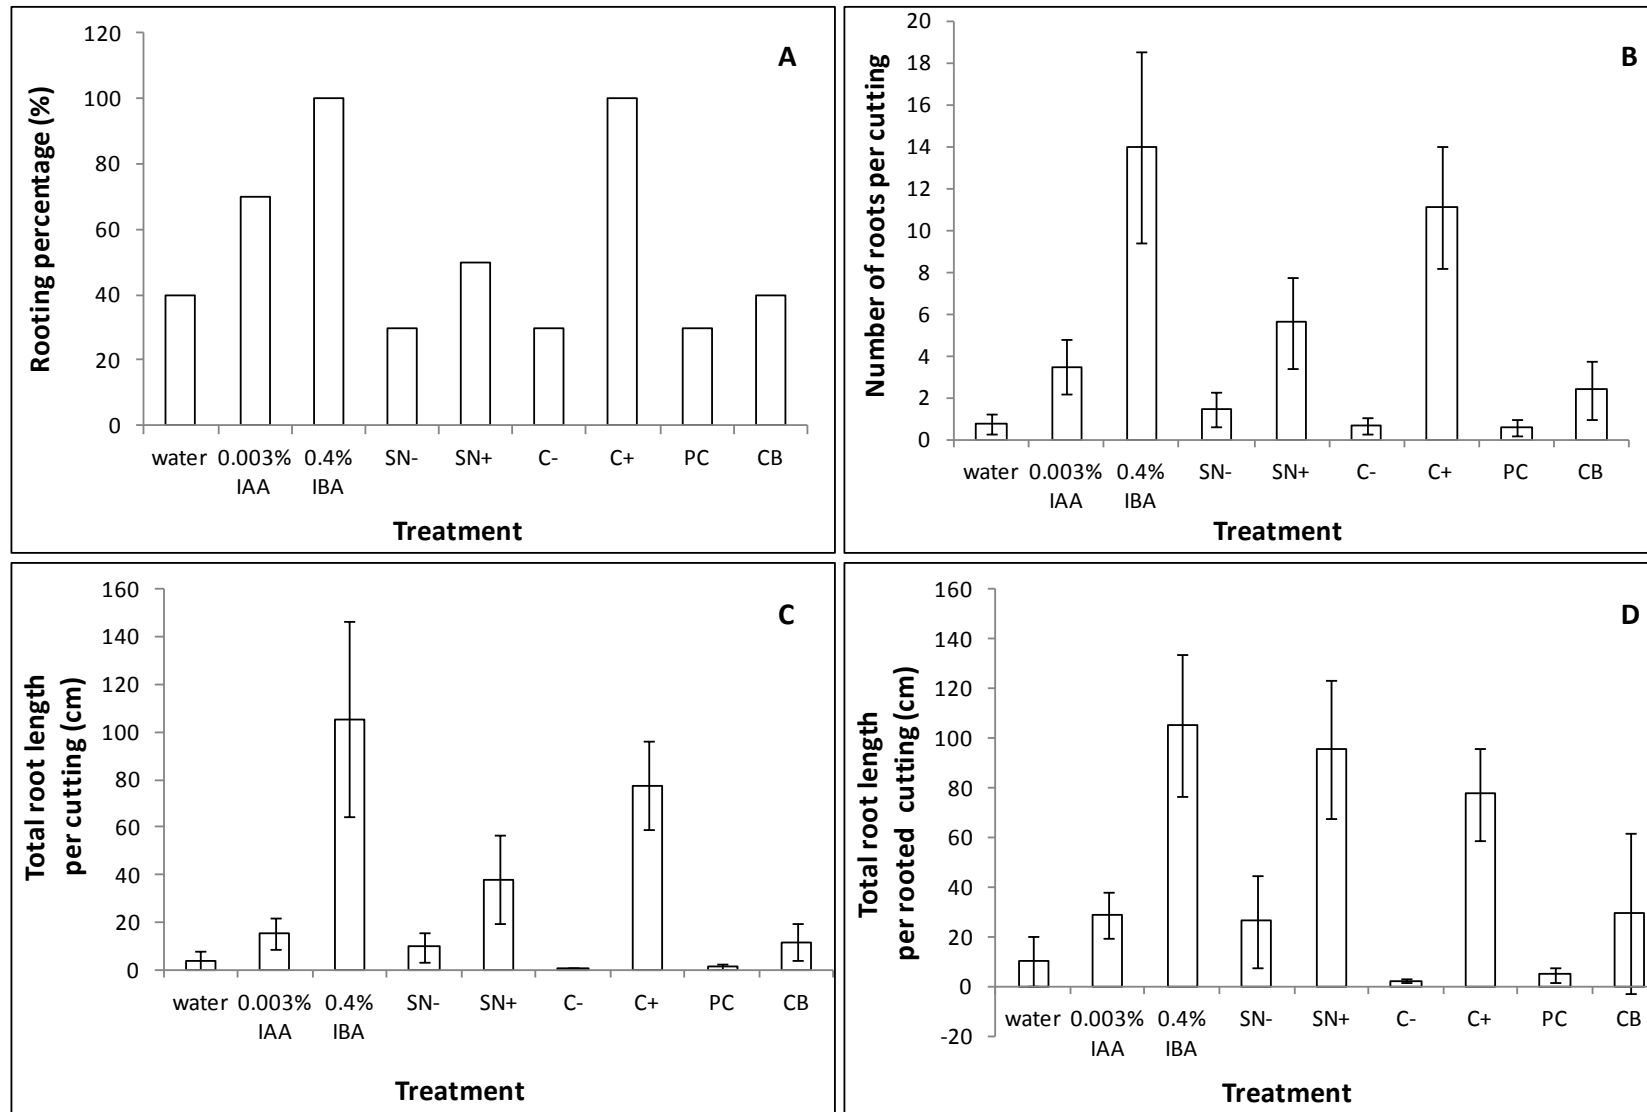 A
Rooting percentage (%)
120
100
80
60
40
20
0
water 0.003% 0.4% SN- SN+ C- C+ PC CB
IAA IBA
Treatment
B
Number of roots per cutting
20
18
16
14
12
10
8
6
4
2
0
water 0.003% 0.4% SN- SN+ C- C+ PC CB
IAA IBA
Treatment
C
Total root length
per cutting (cm)
160
140
120
100
80
60
40
20
0
water 0.003% 0.4% SN- SN+ C- C+ PC CB
IAA IBA
Treatment
D
Total root length
per rooted cutting (cm)
160
140
120
100
80
60
40
20
0
-20
water 0.003% 0.4% SN- SN+ C- C+ PC CB
IAA IBA
Treatment